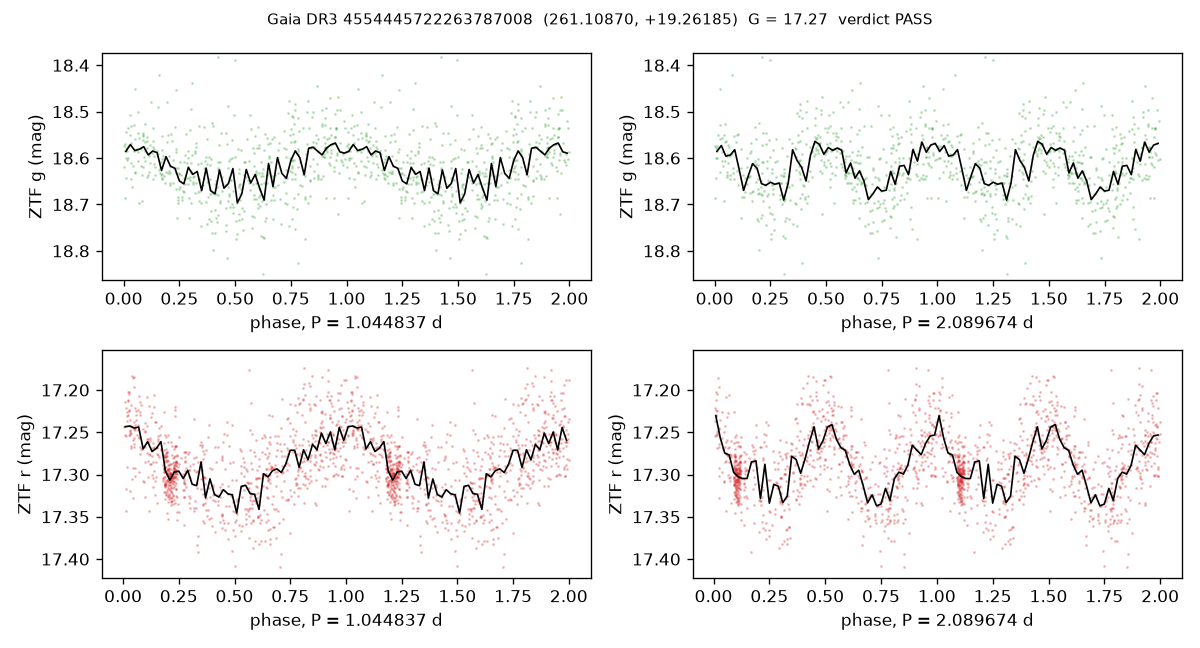 Gaia DR3 4554445722263787008 (261.10870, +19.26185) G = 17.27 verdict PASS
18.4
18.5
18.6
18.7
18.8
ZTF g (mag)
0.00 0.25 0.50 0.75 1.00 1.25 1.50 1.75 2.00
phase, P = 1.044837 d
18.4
18.5
18.6
18.7
18.8
ZTF g (mag)
0.00 0.25 0.50 0.75 1.00 1.25 1.50 1.75 2.00
phase, P = 2.089674 d
17.20
17.25
17.30
17.35
17.40
ZTF r (mag)
0.00 0.25 0.50 0.75 1.00 1.25 1.50 1.75 2.00
phase, P = 1.044837 d
17.20
17.25
17.30
17.35
17.40
ZTF r (mag)
0.00 0.25 0.50 0.75 1.00 1.25 1.50 1.75 2.00
phase, P = 2.089674 d